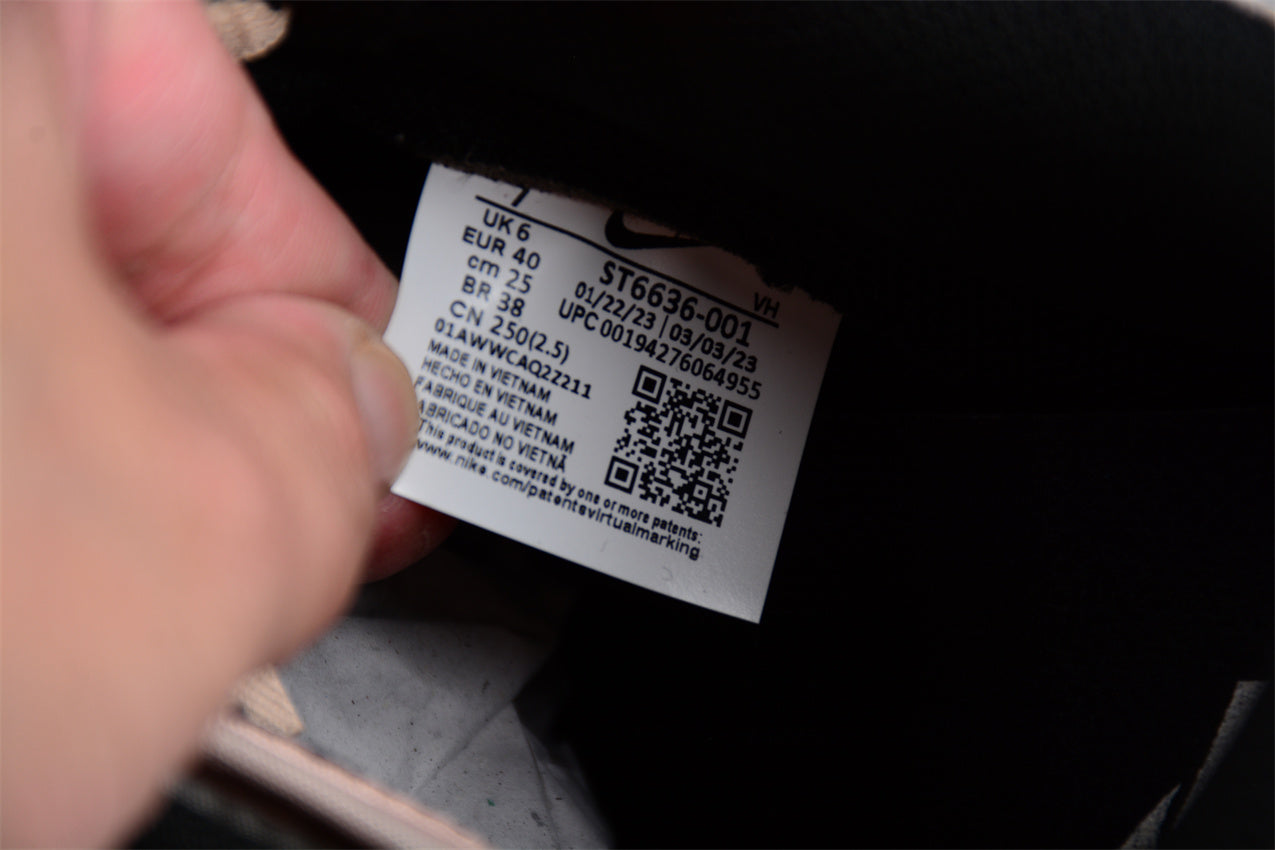 7
UK 6
EUR 40
cm 25
BR 38
CN 250(2.5)
VH
ST6636-001
01/22/23 | 03/03/23
UPC 00194276064955
01AWWCAQ2Z211
MADE IN VIETNAM
HECHO EN VIETNAM
FABRIQUE AU VIETNAM
FABRICADO NO VIETNÃ
This product is covered by one or more patents:
www.nike.com/patentsvirtualmarking